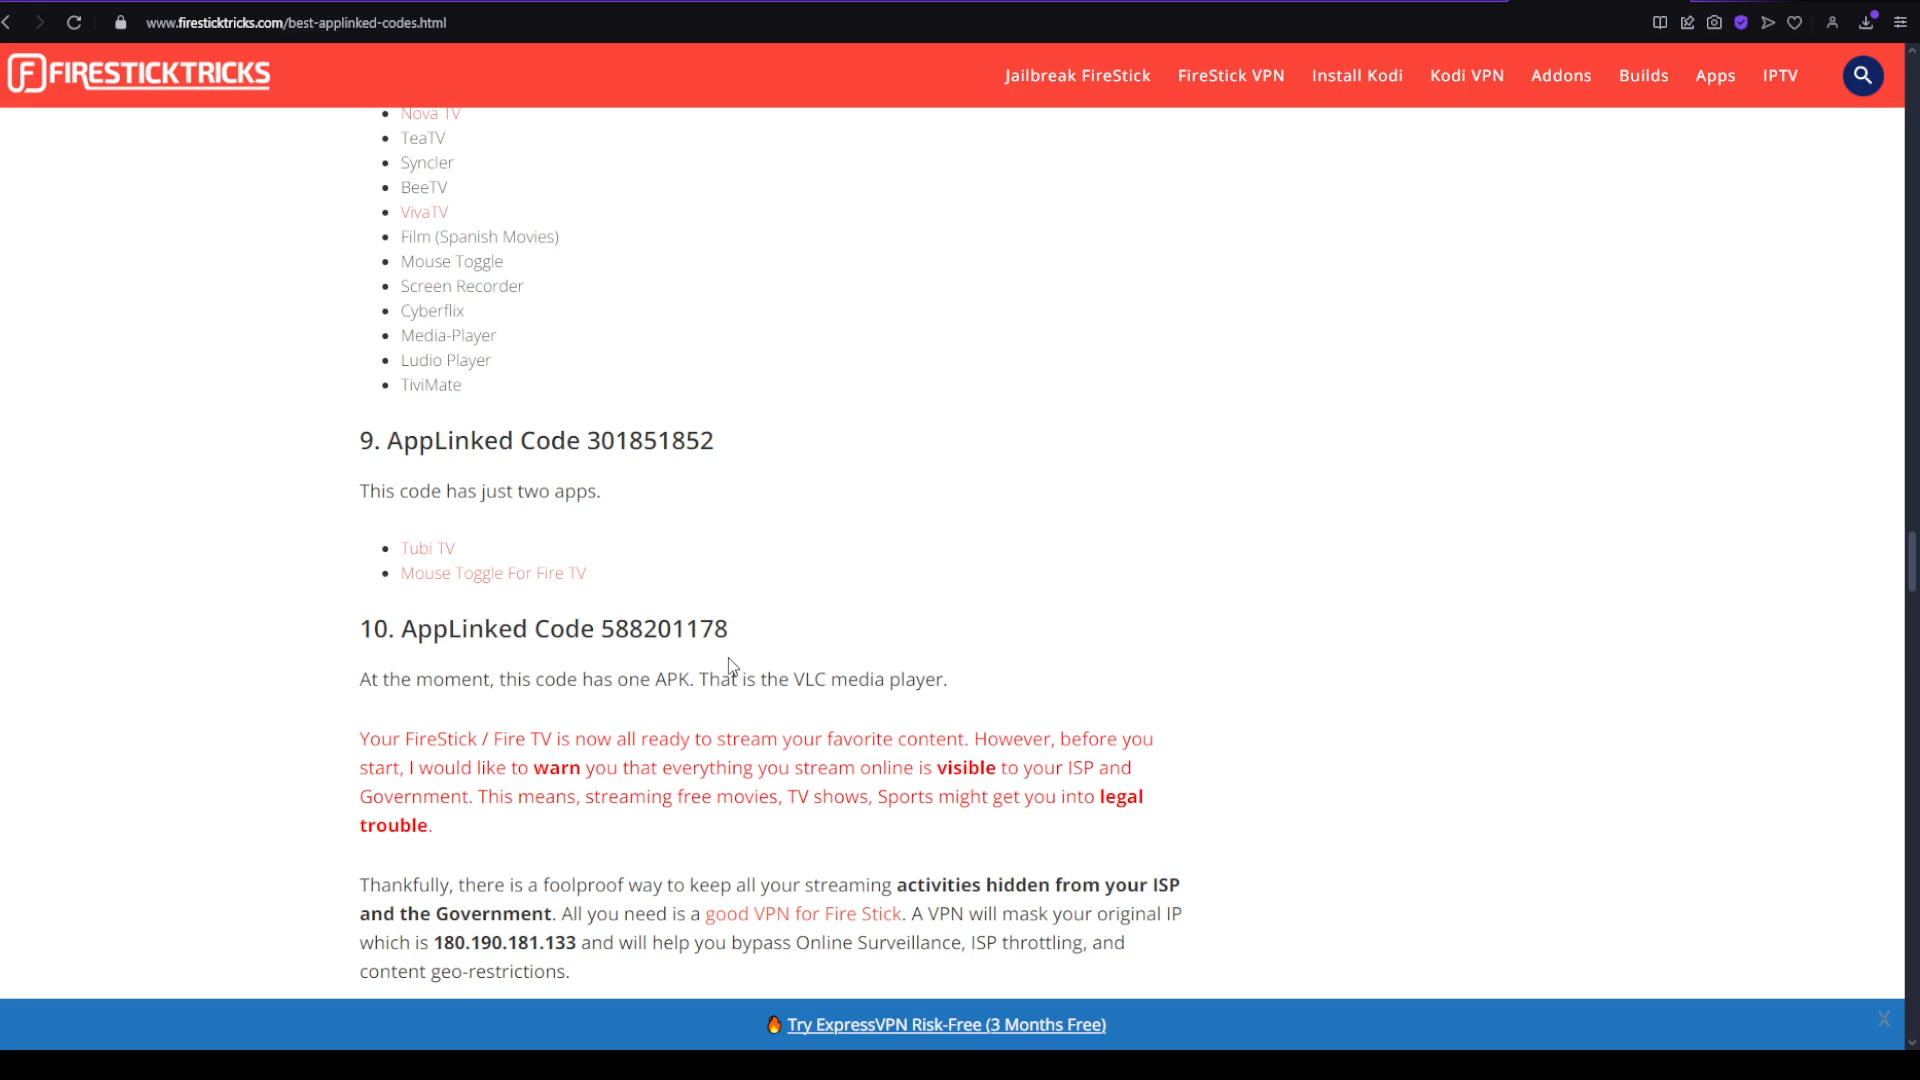 www.firesticktricks.com/best-applinked-codes.html
FIRESTICKTRICKS
Jailbreak FireStick FireStick VPN Install Kodi Kodi VPN Addons Builds Apps IPTV
Nova TV
TeaTV
Syncler
BeeTV
VivaTV
Film (Spanish Movies)
Mouse Toggle
Screen Recorder
Cyberflix
Media-Player
Ludio Player
TiviMate
9. AppLinked Code 301851852
This code has just two apps.
Tubi TV
Mouse Toggle For Fire TV
10. AppLinked Code 588201178
At the moment, this code has one APK. That is the VLC media player.
Your FireStick / Fire TV is now all ready to stream your favorite content. However, before you
start, I would like to warn you that everything you stream online is visible to your ISP and
Government. This means, streaming free movies, TV shows, Sports might get you into legal
trouble.
Thankfully, there is a foolproof way to keep all your streaming activities hidden from your ISP
and the Government. All you need is a good VPN for Fire Stick. A VPN will mask your original IP
which is 180.190.181.133 and will help you bypass Online Surveillance, ISP throttling, and
content geo-restrictions.
Try ExpressVPN Risk-Free (3 Months Free)
X